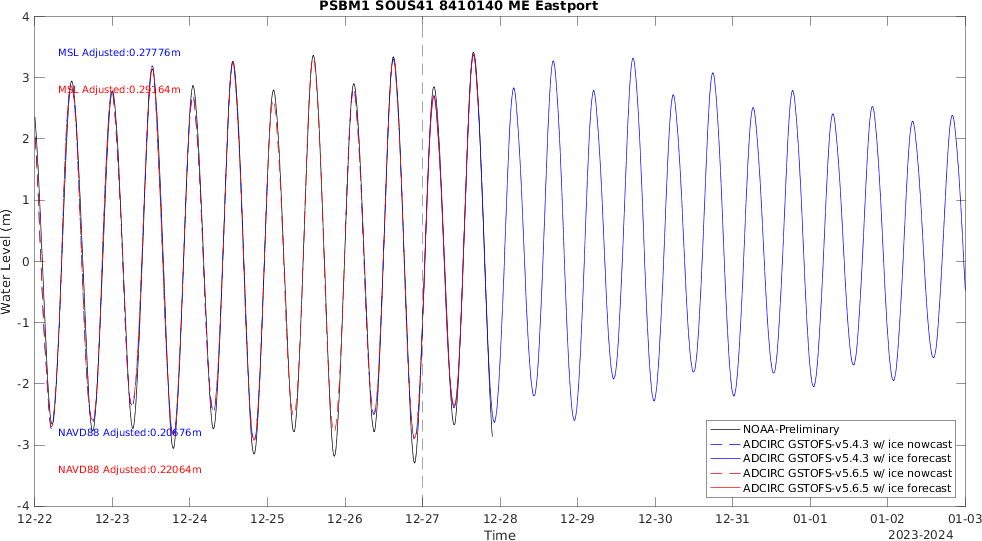 PSBM1 SOUS41 8410140 ME Eastport
4
3
2
1
0
-1
-2
-3
-4
Water Level (m)
MSL Adjusted:0.27776m
MSL Adjusted:0.29164m
NAVD88 Adjusted:0.20676m
NAVD88 Adjusted:0.22064m
NOAA-Preliminary
ADCIRC GSTOFS-v5.4.3 w/ ice nowcast
ADCIRC GSTOFS-v5.4.3 w/ ice forecast
ADCIRC GSTOFS-v5.6.5 w/ ice nowcast
ADCIRC GSTOFS-v5.6.5 w/ ice forecast
12-22 12-23 12-24 12-25 12-26 12-27 12-28 12-29 12-30 12-31 01-01 01-02 01-03
Time
2023-2024